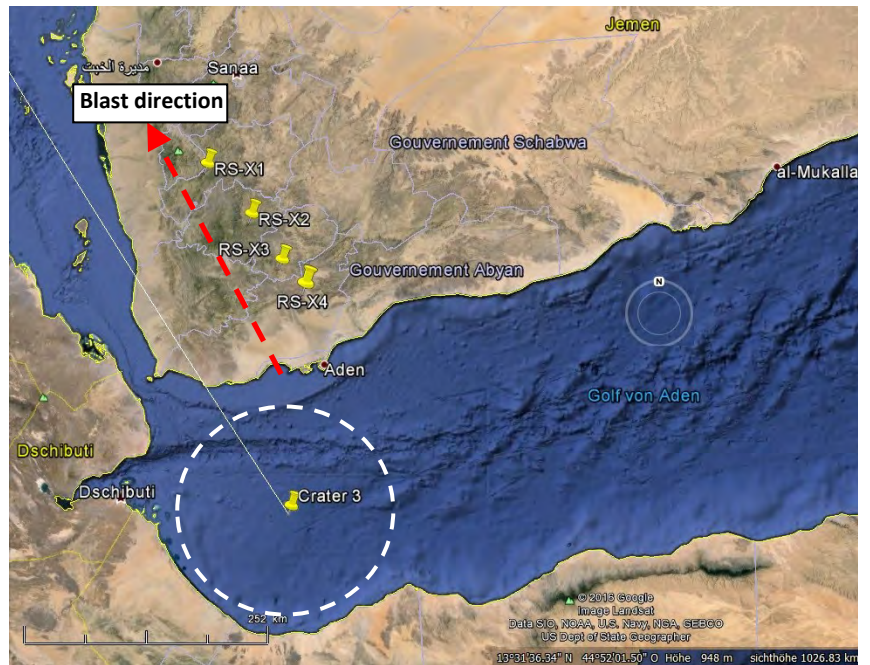 Jemen
مديرة الخبت
Sanaa
Blast direction
Gouvernement Schabwa
RS-X1
al-Mukalla
RS-X2
RS-X3
Gouvernement Abyan
RS-X4
N
Aden
Golf von Aden
Dschibuti
Dschibuti
Crater 3
© 2016 Google
Image Landsat
Data SIO, NOAA, U.S. Navy, NGA, GEBCO
US Dept of State Geographer
252 km
13°31'36.34" N 44°52'01.50" O Höhe 948 m sichthöhe 1026.83 km